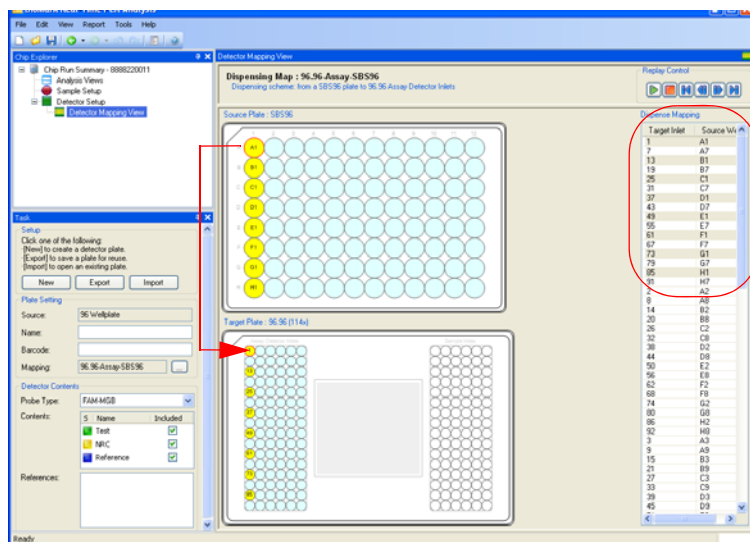 File Edit View Report Tools Help
Chip Explorer
Chip Run Summary - 8888220011
Analysis Views
Sample Setup
Detector Setup
Detector Mapping View
Task
Setup
Click one of the following:
[New] to create a detector plate.
[Export] to save a plate for reuse.
[Import] to open an existing plate.
New Export Import
Plate Setting
Source: 96 Wellplate
Name:
Barcode:
Mapping: 96.96-Assay-SBS96 ...
Detector Contents
Probe Type: FAM-MGB
Contents: S Name Included
Test
NRC
Reference
References:
Ready
Detector Mapping View
Dispensing Map : 96.96-Assay-SBS96
Dispensing scheme: from a SBS96 plate to 96.96 Assay Detector Inlets
Source Plate : SBS96
A1
B1
C1
D1
E1
F1
G1
H1
Target Plate : 96.96 (114x)
13
25
37
49
61
73
85
Replay Control
Dispense Mapping
Target Inlet Source We
1 A1
7 A7
13 B1
19 B7
25 C1
31 C7
37 D1
43 D7
49 E1
55 E7
61 F1
67 F7
73 G1
79 G7
85 H1
91 H7
2 A2
8 A8
14 B2
20 B8
26 C2
32 C8
38 D2
44 D8
50 E2
56 E8
62 F2
68 F8
74 G2
80 G8
86 H2
92 H8
3 A3
9 A9
15 B3
21 B9
27 C3
33 C9
39 D3
45 D9